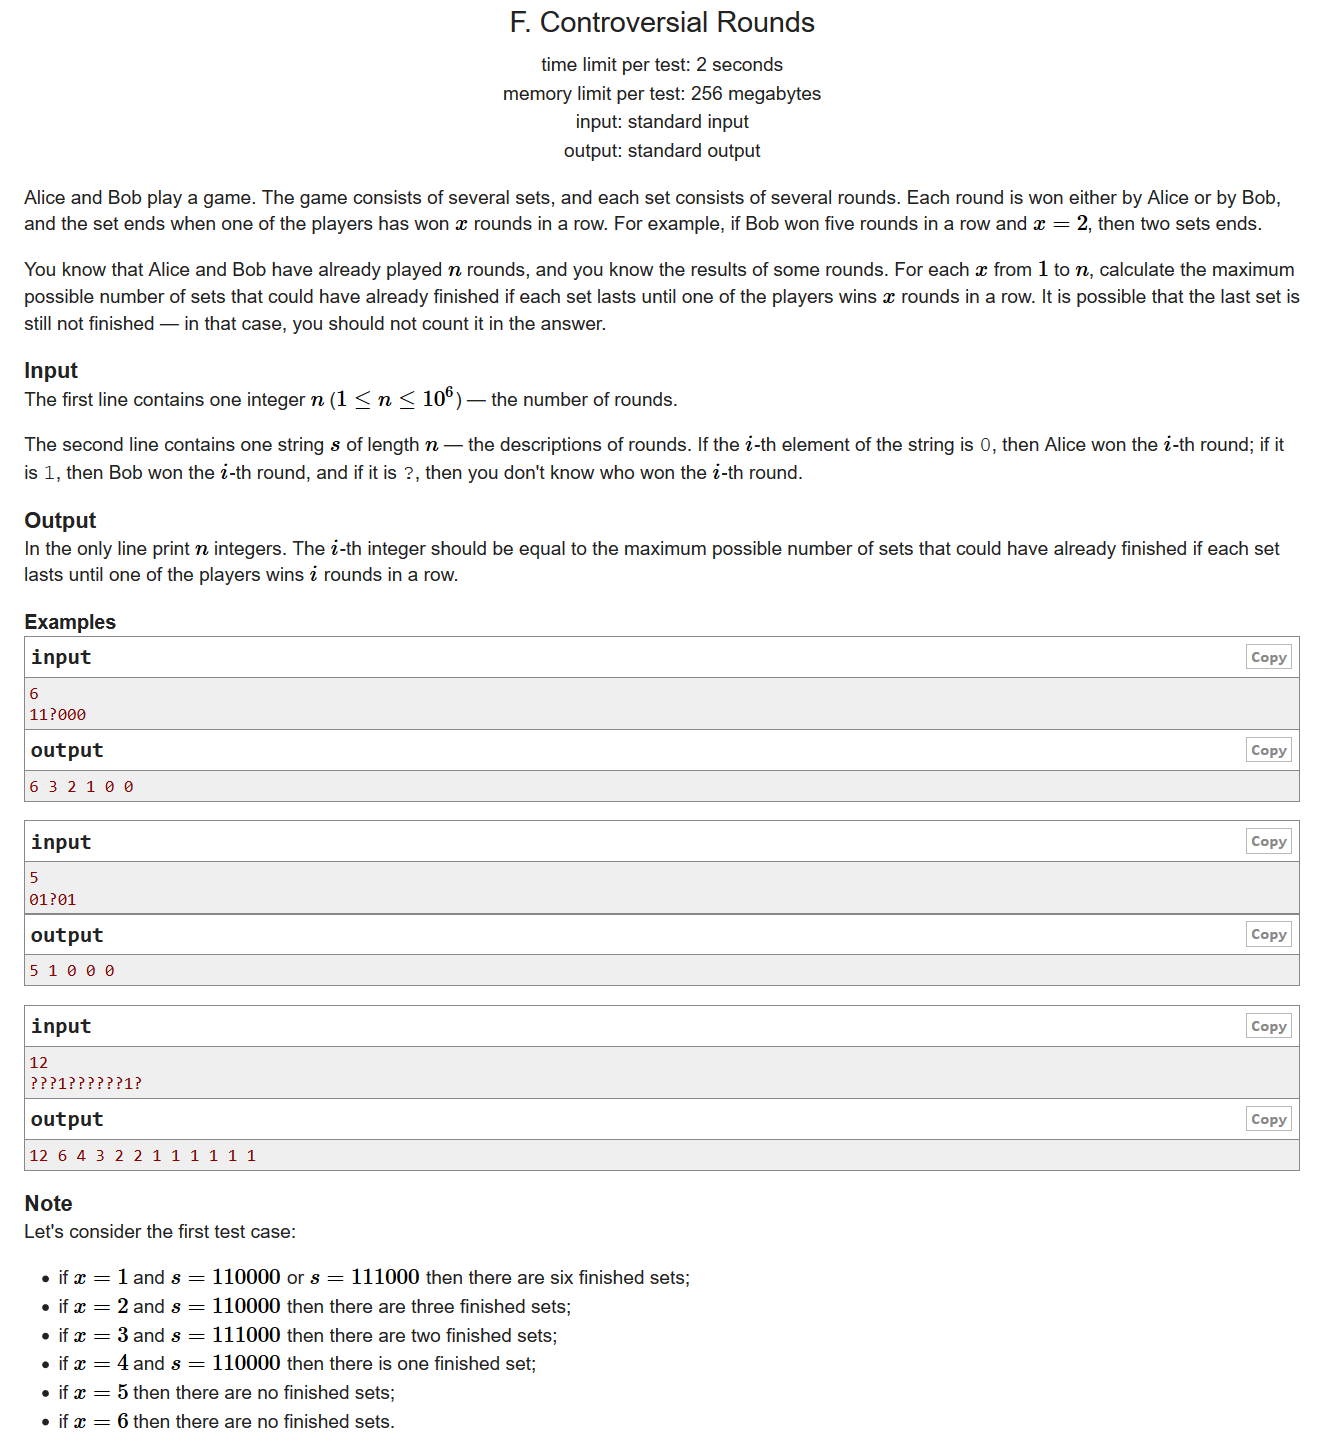 F. Controversial Rounds
time limit per test: 2 seconds
memory limit per test: 256 megabytes
input: standard input
output: standard output
Alice and Bob play a game. The game consists of several sets, and each set consists of several rounds. Each round is won either by Alice or by Bob,
and the set ends when one of the players has won x rounds in a row. For example, if Bob won five rounds in a row and x = 2, then two sets ends.
You know that Alice and Bob have already played n rounds, and you know the results of some rounds. For each x from 1 to n, calculate the maximum
possible number of sets that could have already finished if each set lasts until one of the players wins x rounds in a row. It is possible that the last set is
still not finished — in that case, you should not count it in the answer.
Input
The first line contains one integer n (1 ≤ n ≤ 10^6) — the number of rounds.
The second line contains one string s of length n — the descriptions of rounds. If the i-th element of the string is 0, then Alice won the i-th round; if it
is 1, then Bob won the i-th round, and if it is ?, then you don't know who won the i-th round.
Output
In the only line print n integers. The i-th integer should be equal to the maximum possible number of sets that could have already finished if each set
lasts until one of the players wins i rounds in a row.
Examples
input Copy
6
11?000
output Copy
6 3 2 1 0 0
input Copy
5
01?01
output Copy
5 1 0 0 0
input Copy
12
???1??????1?
output Copy
12 6 4 3 2 2 1 1 1 1 1 1
Note
Let's consider the first test case:
• if x = 1 and s = 110000 or s = 111000 then there are six finished sets;
• if x = 2 and s = 110000 then there are three finished sets;
• if x = 3 and s = 111000 then there are two finished sets;
• if x = 4 and s = 110000 then there is one finished set;
• if x = 5 then there are no finished sets;
• if x = 6 then there are no finished sets.